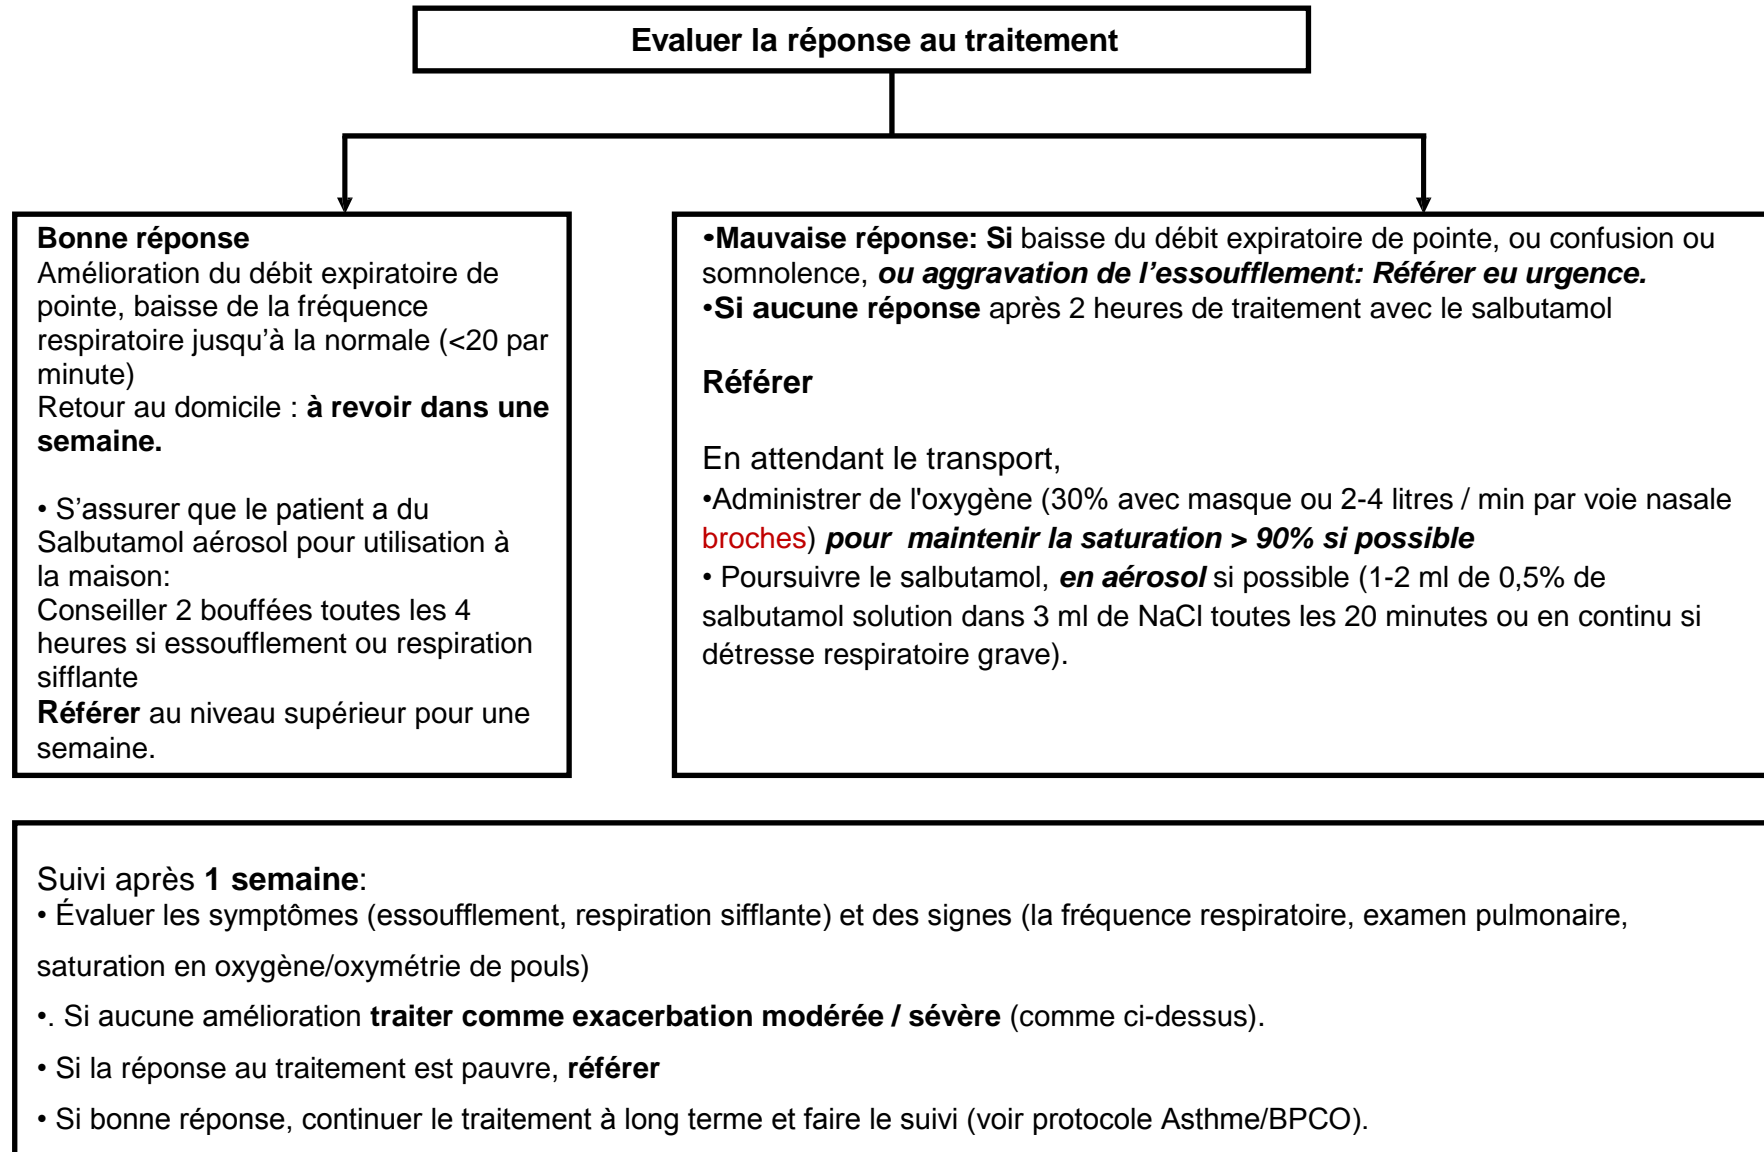 Evaluer la réponse au traitement
Bonne réponse
Amélioration du débit expiratoire de
pointe, baisse de la fréquence
respiratoire jusqu’à la normale (<20 par
minute)
Retour au domicile : à revoir dans une
semaine.
• S’assurer que le patient a du
Salbutamol aérosol pour utilisation à
la maison:
Conseiller 2 bouffées toutes les 4
heures si essoufflement ou respiration
sifflante
Référer au niveau supérieur pour une
semaine.
•Mauvaise réponse: Si baisse du débit expiratoire de pointe, ou confusion ou
somnolence, ou aggravation de l’essoufflement: Référer eu urgence.
•Si aucune réponse après 2 heures de traitement avec le salbutamol
Référer
En attendant le transport,
•Administrer de l'oxygène (30% avec masque ou 2-4 litres / min par voie nasale
broches) pour maintenir la saturation > 90% si possible
• Poursuivre le salbutamol, en aérosol si possible (1-2 ml de 0,5% de
salbutamol solution dans 3 ml de NaCl toutes les 20 minutes ou en continu si
détresse respiratoire grave).
Suivi après 1 semaine:
• Évaluer les symptômes (essoufflement, respiration sifflante) et des signes (la fréquence respiratoire, examen pulmonaire,
saturation en oxygène/oxymétrie de pouls)
•. Si aucune amélioration traiter comme exacerbation modérée / sévère (comme ci-dessus).
• Si la réponse au traitement est pauvre, référer
• Si bonne réponse, continuer le traitement à long terme et faire le suivi (voir protocole Asthme/BPCO).